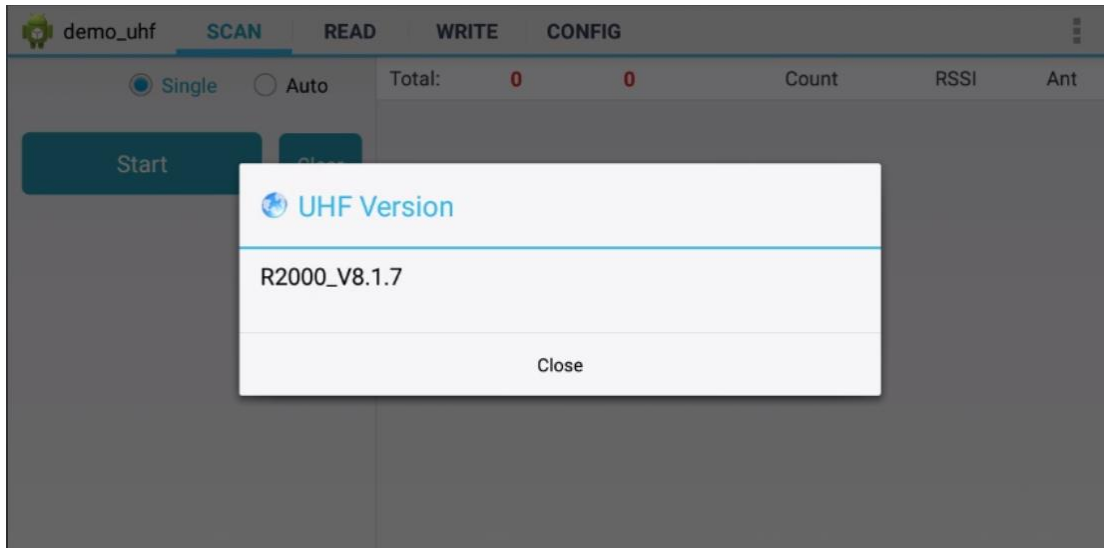 demo_uhf SCAN READ WRITE CONFIG
Single Auto Total: 0 0 Count RSSI Ant
Start
UHF Version
R2000_V8.1.7
Close